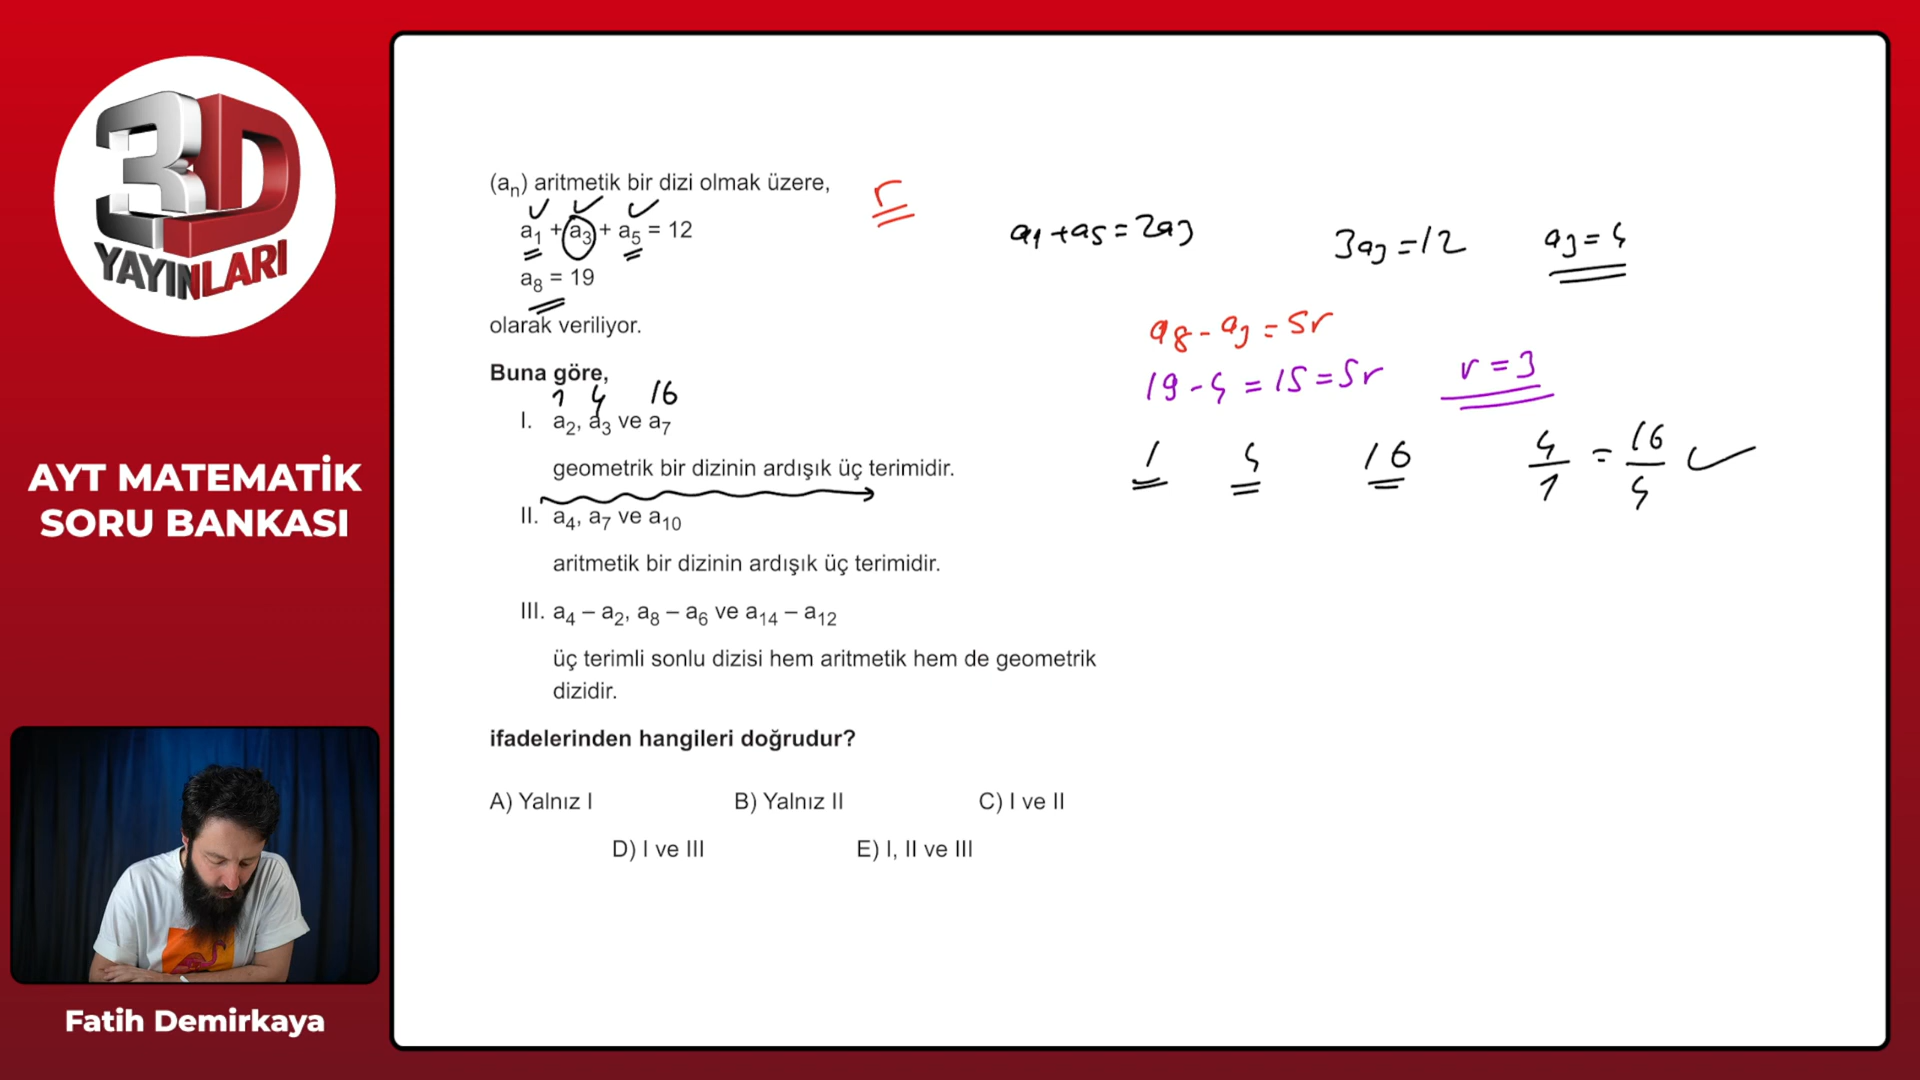 3D
YAYINLARI
AYT MATEMATİK
SORU BANKASI
Fatih Demirkaya
(aₙ) aritmetik bir dizi olmak üzere,
a₁ + a₃ + a₅ = 12
a₈ = 19
olarak veriliyor.
Buna göre,
1 4 16
I. a₂, a₃ ve a₇
geometrik bir dizinin ardışık üç terimidir.
II. a₄, a₇ ve a₁₀
aritmetik bir dizinin ardışık üç terimidir.
III. a₄ – a₂, a₈ – a₆ ve a₁₄ – a₁₂
üç terimli sonlu dizisi hem aritmetik hem de geometrik
dizidir.
ifadelerinden hangileri doğrudur?
A) Yalnız I B) Yalnız II C) I ve II
D) I ve III E) I, II ve III
r
a₁ + a₅ = 2a₃ 3a₃ = 12 a₃ = 4
a₈ - a₃ = 5r
19 - 4 = 15 = 5r r = 3
1 4 16 4/1 = 16/4